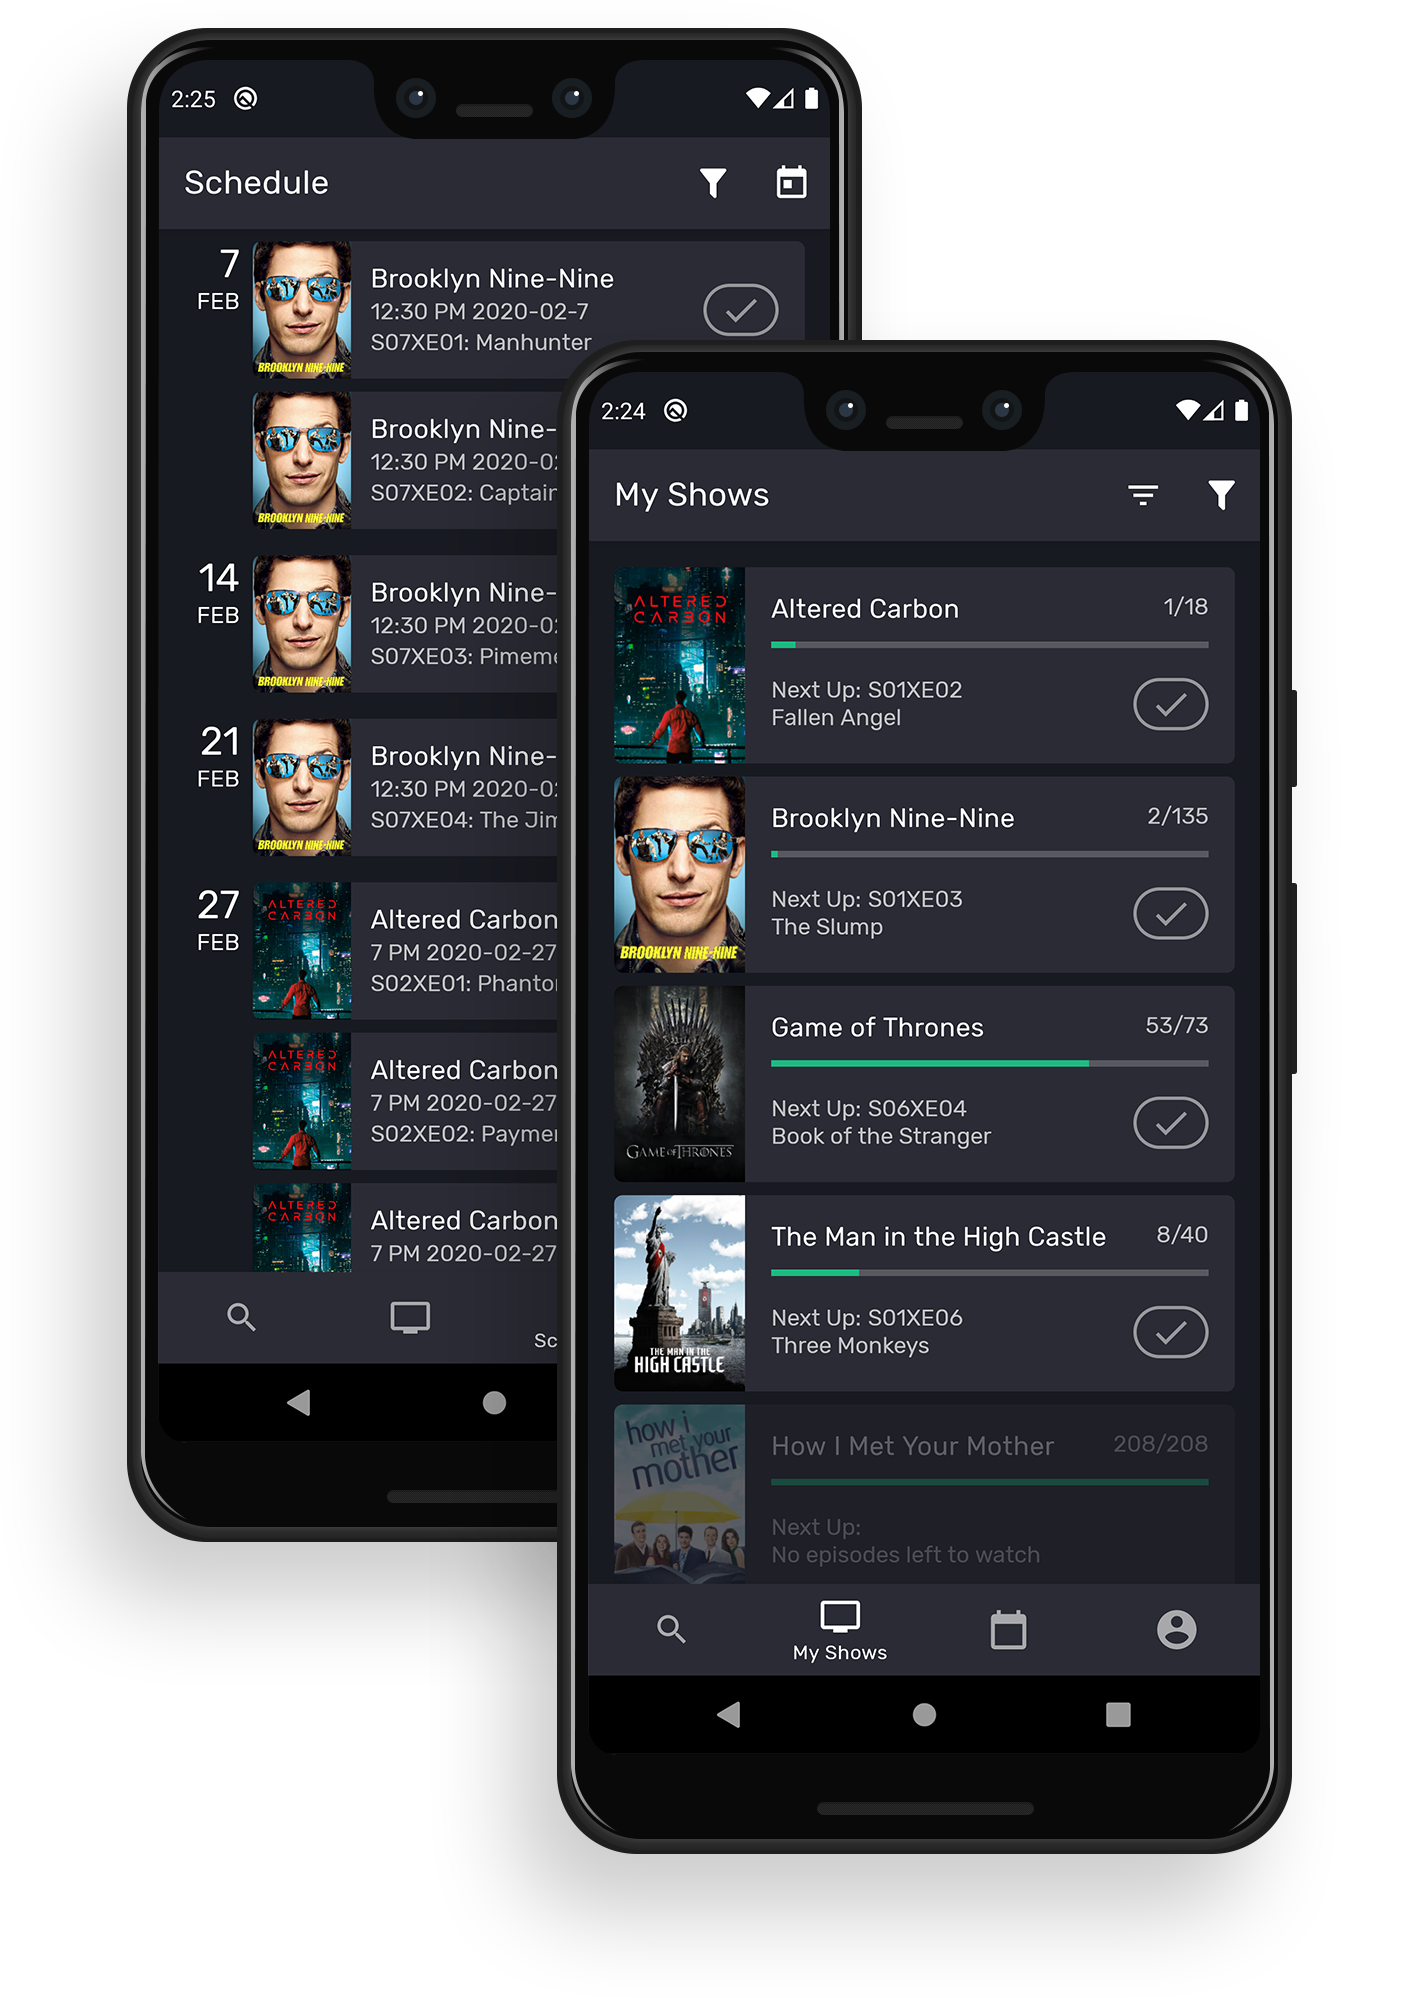 2:25
Schedule
7
FEB
BROOKLYN NINE-NINE
Brooklyn Nine-Nine
12:30 PM 2020-02-7
S07XE01: Manhunter
BROOKLYN NINE-NINE
Brooklyn Nine-
12:30 PM 2020-02
S07XE02: Captain
14
FEB
BROOKLYN NINE-NINE
Brooklyn Nine-
12:30 PM 2020-02
S07XE03: Pimeme
21
FEB
BROOKLYN NINE-NINE
Brooklyn Nine-
12:30 PM 2020-02
S07XE04: The Jim
27
FEB
ALTERED
CARBON
Altered Carbon
7 PM 2020-02-27
S02XE01: Phanto
ALTERED
CARBON
Altered Carbon
7 PM 2020-02-27
S02XE02: Payme
ALTERED
CARBON
Altered Carbon
7 PM 2020-02-27
Sc
2:24
My Shows
ALTERED
CARBON
Altered Carbon
1/18
Next Up: S01XE02
Fallen Angel
BROOKLYN NINE-NINE
Brooklyn Nine-Nine
2/135
Next Up: S01XE03
The Slump
GAME OF THRONES
Game of Thrones
53/73
Next Up: S06XE04
Book of the Stranger
THE MAN IN THE
HIGH CASTLE
The Man in the High Castle
8/40
Next Up: S01XE06
Three Monkeys
how i
met your
mother
How I Met Your Mother
208/208
Next Up:
No episodes left to watch
My Shows